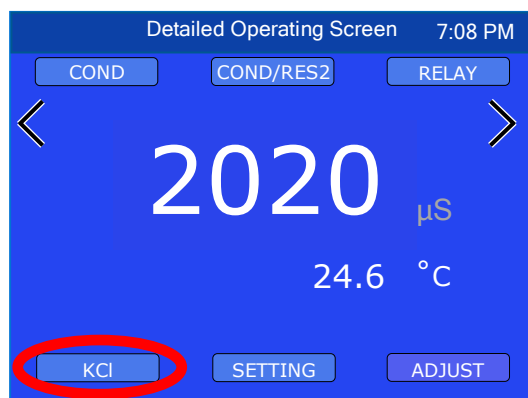 Detailed Operating Screen 7:08 PM
COND COND/RES2 RELAY
2020 µS
24.6 °C
KCl SETTING ADJUST